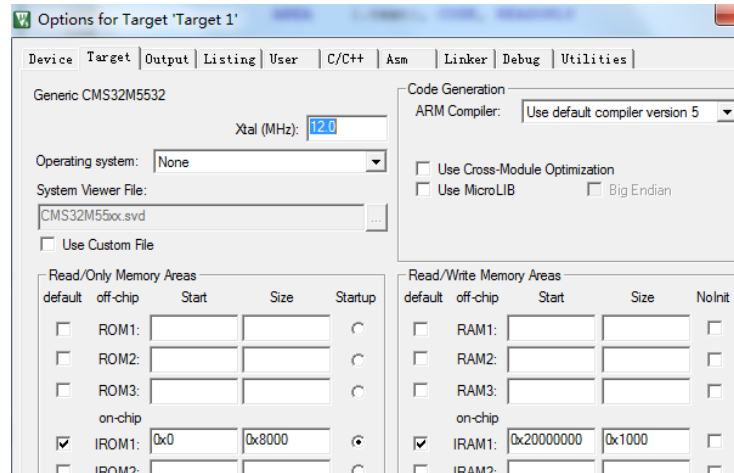 Options for Target 'Target 1'
Device Target Output Listing User C/C++ Asm Linker Debug Utilities
Generic CMS32M5532
Xtal (MHz): 12.0
Operating system: None
System Viewer File:
CMS32M55xx.svd ...
Use Custom File
Code Generation
ARM Compiler: Use default compiler version 5
Use Cross-Module Optimization
Use MicroLIB Big Endian
Read/Only Memory Areas
default off-chip Start Size Startup
ROM1:
ROM2:
ROM3:
on-chip
IROM1: 0x0 0x8000
IROM2:
Read/Write Memory Areas
default off-chip Start Size NoInit
RAM1:
RAM2:
RAM3:
on-chip
IRAM1: 0x20000000 0x1000
IRAM2: